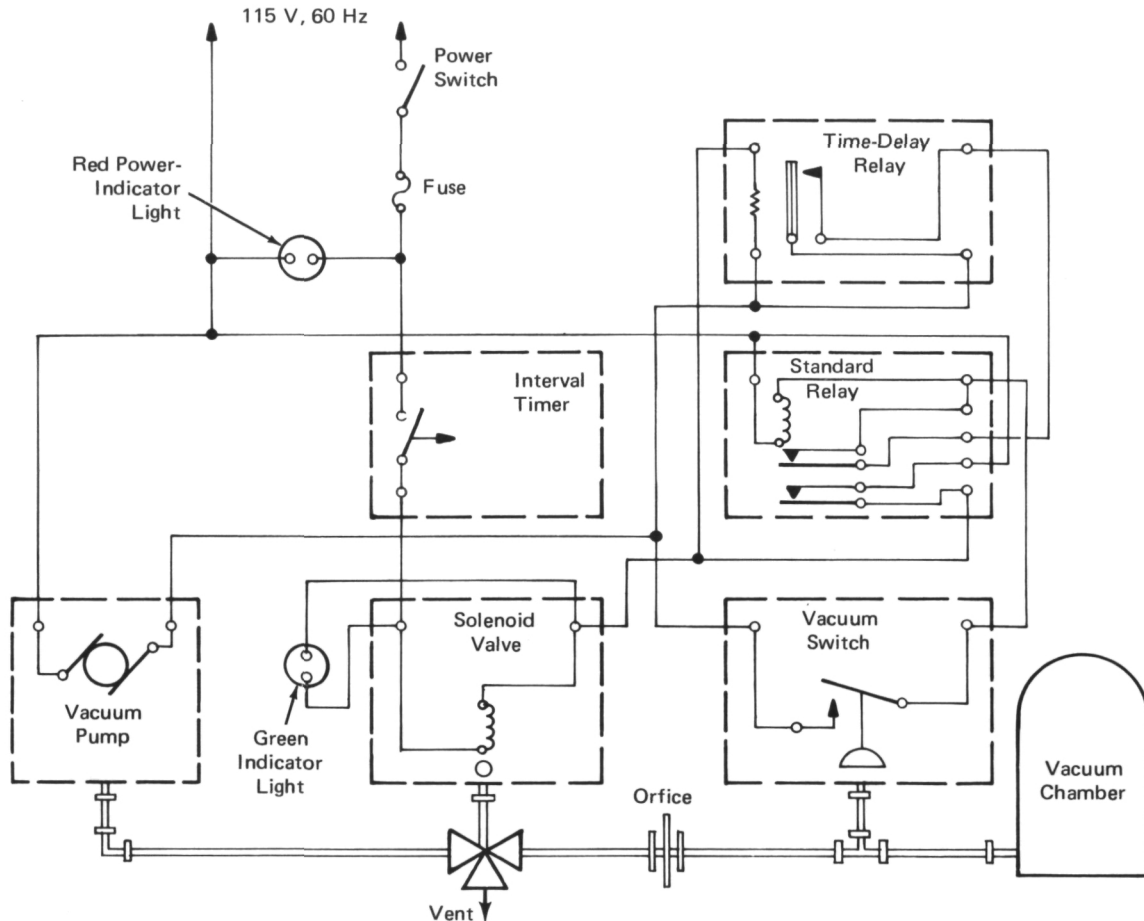 115 V, 60 Hz
Power
Switch
Red Power-
Indicator
Light
Fuse
Time-Delay
Relay
Interval
Timer
Standard
Relay
Solenoid
Valve
Vacuum
Switch
Vacuum
Pump
Green
Indicator
Light
Orfice
Vacuum
Chamber
Vent